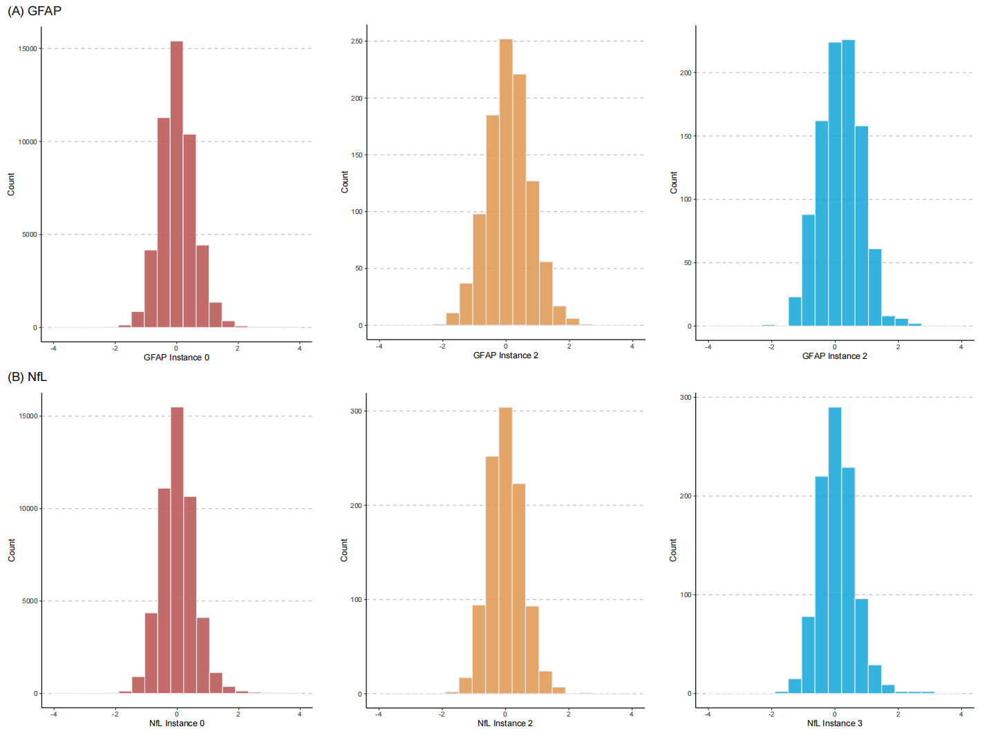 (A) GFAP
15000
10000
5000
0
Count
-4 -2 0 2 4
GFAP Instance 0
250
200
150
100
50
0
Count
-4 -2 0 2 4
GFAP Instance 2
200
150
100
50
0
Count
-4 -2 0 2 4
GFAP Instance 2
(B) NfL
15000
10000
5000
0
Count
-4 -2 0 2 4
NfL Instance 0
300
200
100
0
Count
-4 -2 0 2 4
NfL Instance 2
300
200
100
0
Count
-4 -2 0 2 4
NfL Instance 3